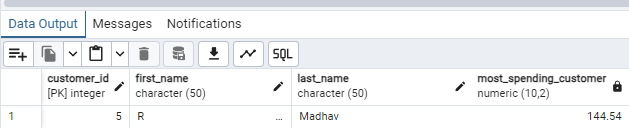 Data Output Messages Notifications
SQL
customer_id first_name last_name most_spending_customer
[PK] integer character (50) character (50) numeric (10,2)
1 5 R ... Madhav 144.54